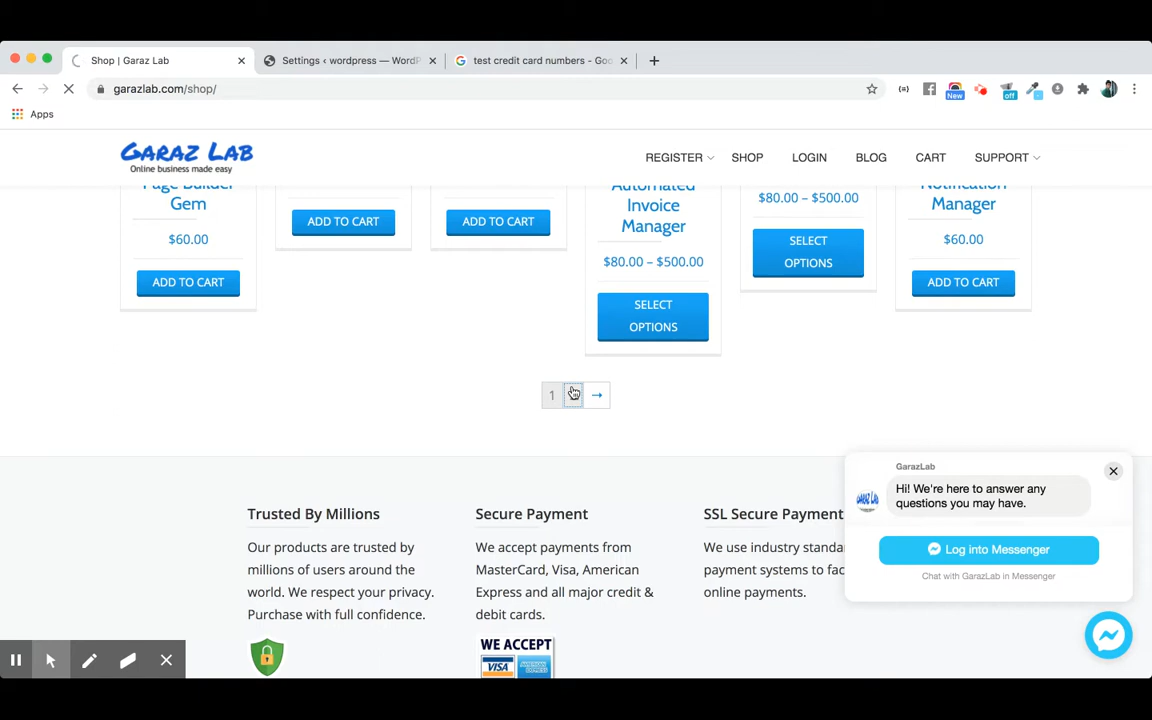 Shop | Garaz Lab
Settings ‹ wordpress — WordP
test credit card numbers - Goo
garazlab.com/shop/
New
off
Apps
GARAZ LAB
Online business made easy
REGISTER
SHOP
LOGIN
BLOG
CART
SUPPORT
Page Builder
Gem
$60.00
ADD TO CART
ADD TO CART
ADD TO CART
Automated
Invoice
Manager
$80.00 – $500.00
SELECT
OPTIONS
$80.00 – $500.00
SELECT
OPTIONS
Notification
Manager
$60.00
ADD TO CART
1
→
Trusted By Millions
Our products are trusted by
millions of users around the
world. We respect your privacy.
Purchase with full confidence.
Secure Payment
We accept payments from
MasterCard, Visa, American
Express and all major credit &
debit cards.
WE ACCEPT
VISA
SSL Secure Payment
We use industry standa
payment systems to fac
online payments.
GarazLab
Hi! We're here to answer any
questions you may have.
Log into Messenger
Chat with GarazLab in Messenger